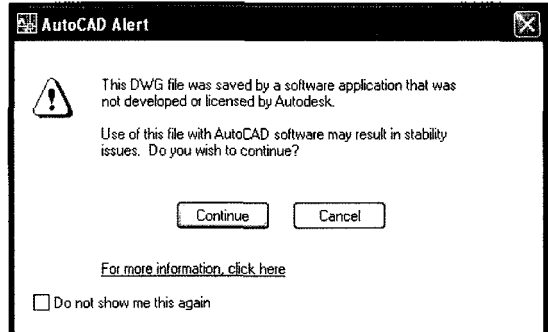 AutoCAD Alert
This DWG file was saved by a software application that was
not developed or licensed by Autodesk.
Use of this file with AutoCAD software may result in stability
issues. Do you wish to continue?
Continue
Cancel
For more information, click here
Do not show me this again